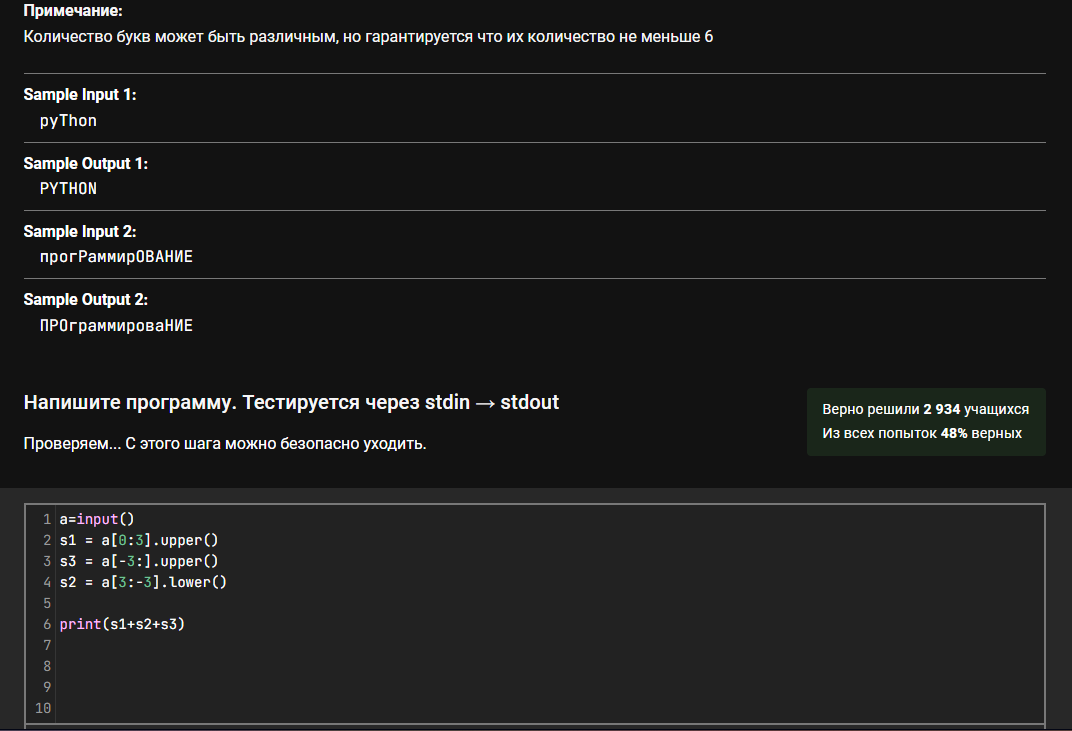 Примечание:
Количество букв может быть различным, но гарантируется что их количество не меньше 6
Sample Input 1:
pyThon
Sample Output 1:
PYTHON
Sample Input 2:
прогРаммирОВАНИЕ
Sample Output 2:
ПРОграммироваНИЕ
Напишите программу. Тестируется через stdin → stdout
Верно решили 2 934 учащихся
Из всех попыток 48% верных
Проверяем... С этого шага можно безопасно уходить.
1 a=input()
2 s1 = a[0:3].upper()
3 s3 = a[-3:].upper()
4 s2 = a[3:-3].lower()
5
6 print(s1+s2+s3)
7
8
9
10